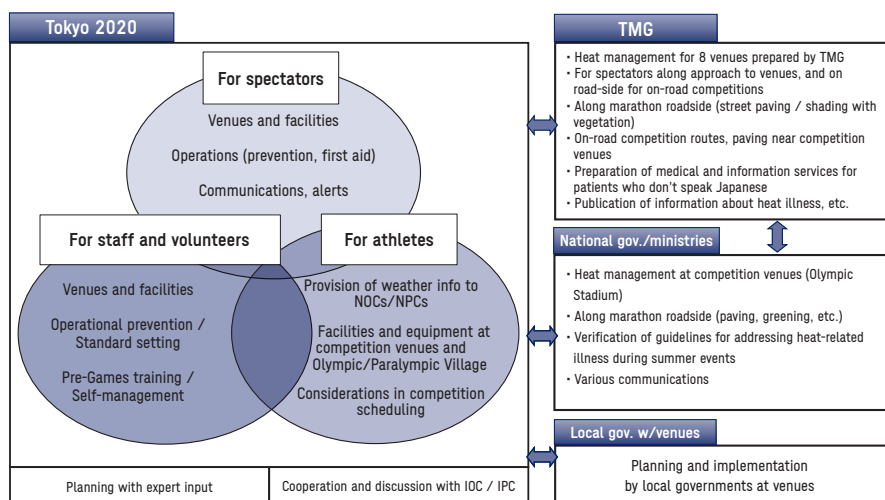 Tokyo 2020
For spectators
Venues and facilities
Operations (prevention, first aid)
Communications, alerts
For staff and volunteers
Venues and facilities
Operational prevention /
Standard setting
Pre-Games training /
Self-management
For athletes
Provision of weather info to
NOCs/NPCs
Facilities and equipment at
competition venues and
Olympic/Paralympic Village
Considerations in competition
scheduling
Planning with expert input
Cooperation and discussion with IOC / IPC
TMG
・Heat management for 8 venues prepared by TMG
・For spectators along approach to venues, and on
road-side for on-road competitions
・Along marathon roadside (street paving / shading with
vegetation)
・On-road competition routes, paving near competition
venues
・Preparation of medical and information services for
patients who don't speak Japanese
・Publication of information about heat illness, etc.
National gov./ministries
・Heat management at competition venues (Olympic
Stadium)
・Along marathon roadside (paving, greening, etc.)
・Verification of guidelines for addressing heat-related
illness during summer events
・Various communications
Local gov. w/venues
Planning and implementation
by local governments at venues